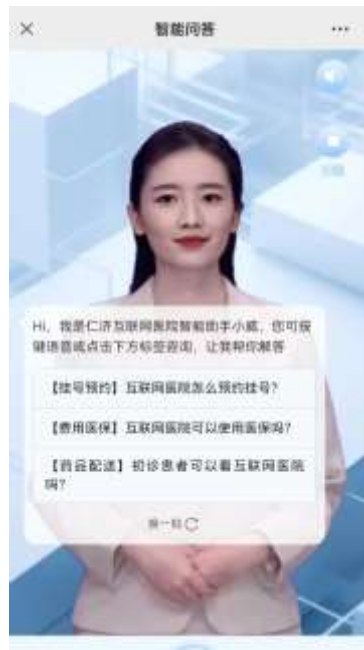 智能问答
Hi，我是仁济互联网医院智能助手小威，您可按
键语音或点击下方标签咨询，让我帮你解答
【挂号预约】互联网医院怎么预约挂号？
【费用医保】互联网医院可以使用医保吗？
【药品配送】初诊患者可以看互联网医院
吗？
换一批